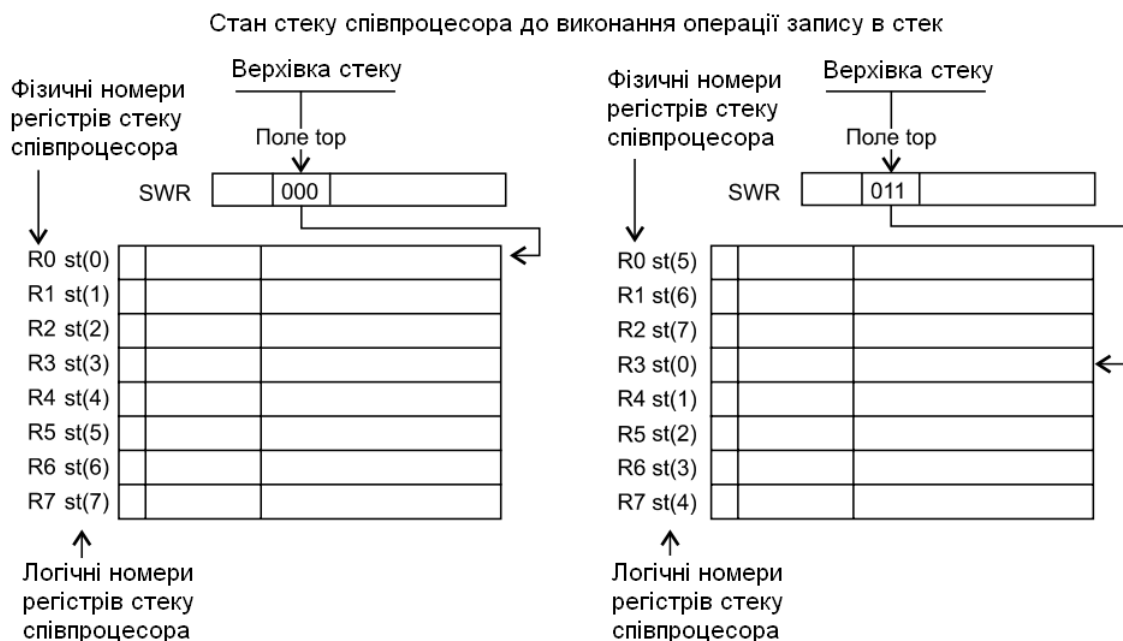 Стан стеку співпроцесора до виконання операції запису в стек
Верхівка стеку
Фізичні номери
регістрів стеку
співпроцесора
Поле top
SWR
000
R0 st(0)
R1 st(1)
R2 st(2)
R3 st(3)
R4 st(4)
R5 st(5)
R6 st(6)
R7 st(7)
Логічні номери
регістрів стеку
співпроцесора
Верхівка стеку
Фізичні номери
регістрів стеку
співпроцесора
Поле top
SWR
011
R0 st(5)
R1 st(6)
R2 st(7)
R3 st(0)
R4 st(1)
R5 st(2)
R6 st(3)
R7 st(4)
Логічні номери
регістрів стеку
співпроцесора